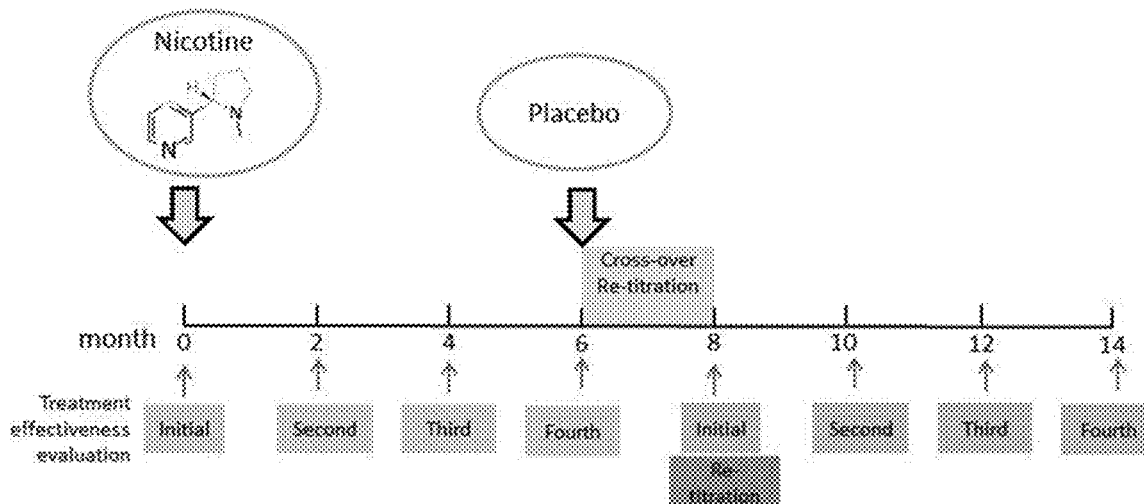 Nicotine
H
N
N
Placebo
Cross-over
Re-titration
month 0 2 4 6 8 10 12 14
Treatment
effectiveness
evaluation
Initial Second Third Fourth Initial Second Third Fourth
Re-
titration